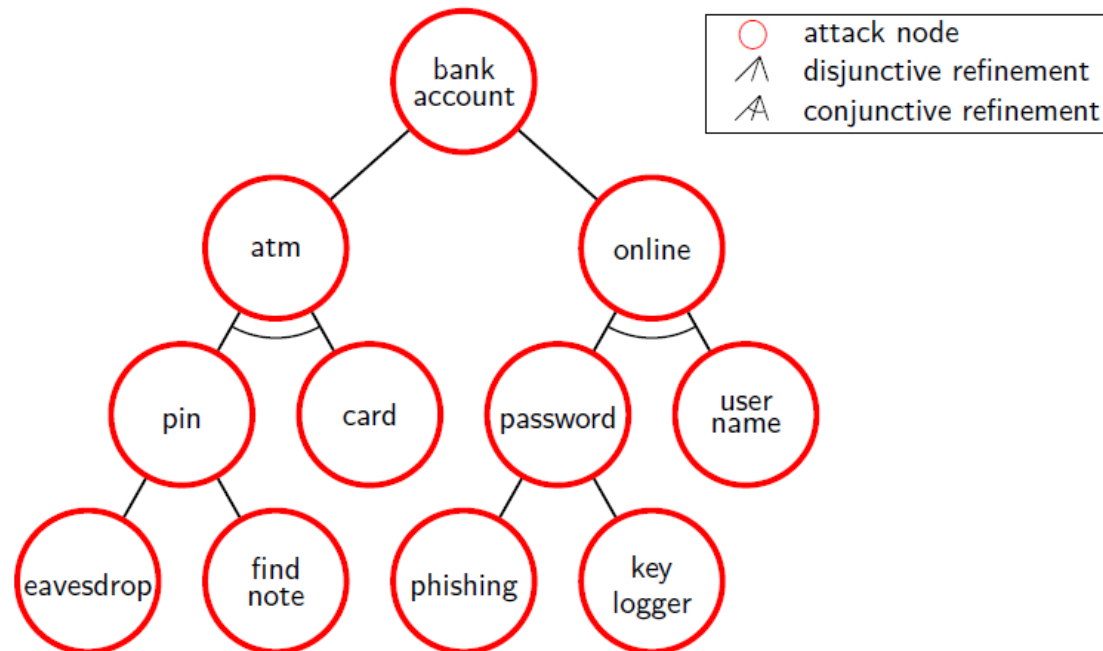 attack node
disjunctive refinement
conjunctive refinement
bank
account
atm
online
pin
card
password
user
name
eavesdrop
find
note
phishing
key
logger